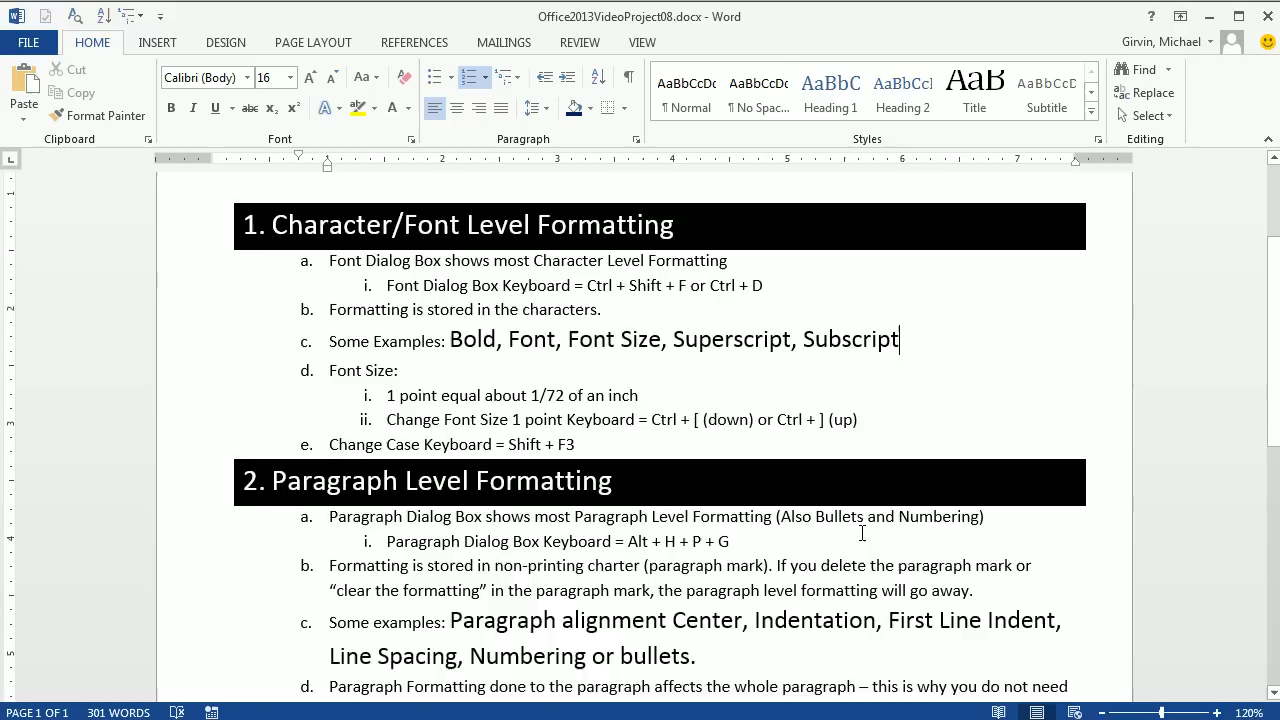 Office2013VideoProject08.docx - Word
FILE HOME INSERT DESIGN PAGE LAYOUT REFERENCES MAILINGS REVIEW VIEW Girvin, Michael
Cut
Copy
Paste
Format Painter
Clipboard
Calibri (Body) 16
Font
Paragraph
AaBbCcDc AaBbCcDc AaBbC AaBbCcI AaB AaBbCcD
¶ Normal ¶ No Spac... Heading 1 Heading 2 Title Subtitle
Styles
Find
Replace
Select
Editing
1. Character/Font Level Formatting
a. Font Dialog Box shows most Character Level Formatting
i. Font Dialog Box Keyboard = Ctrl + Shift + F or Ctrl + D
b. Formatting is stored in the characters.
c. Some Examples: Bold, Font, Font Size, Superscript, Subscript
d. Font Size:
i. 1 point equal about 1/72 of an inch
ii. Change Font Size 1 point Keyboard = Ctrl + [ (down) or Ctrl + ] (up)
e. Change Case Keyboard = Shift + F3
2. Paragraph Level Formatting
a. Paragraph Dialog Box shows most Paragraph Level Formatting (Also Bullets and Numbering)
i. Paragraph Dialog Box Keyboard = Alt + H + P + G
b. Formatting is stored in non-printing charter (paragraph mark). If you delete the paragraph mark or
“clear the formatting” in the paragraph mark, the paragraph level formatting will go away.
c. Some examples: Paragraph alignment Center, Indentation, First Line Indent,
Line Spacing, Numbering or bullets.
d. Paragraph Formatting done to the paragraph affects the whole paragraph – this is why you do not need
PAGE 1 OF 1 301 WORDS 120%